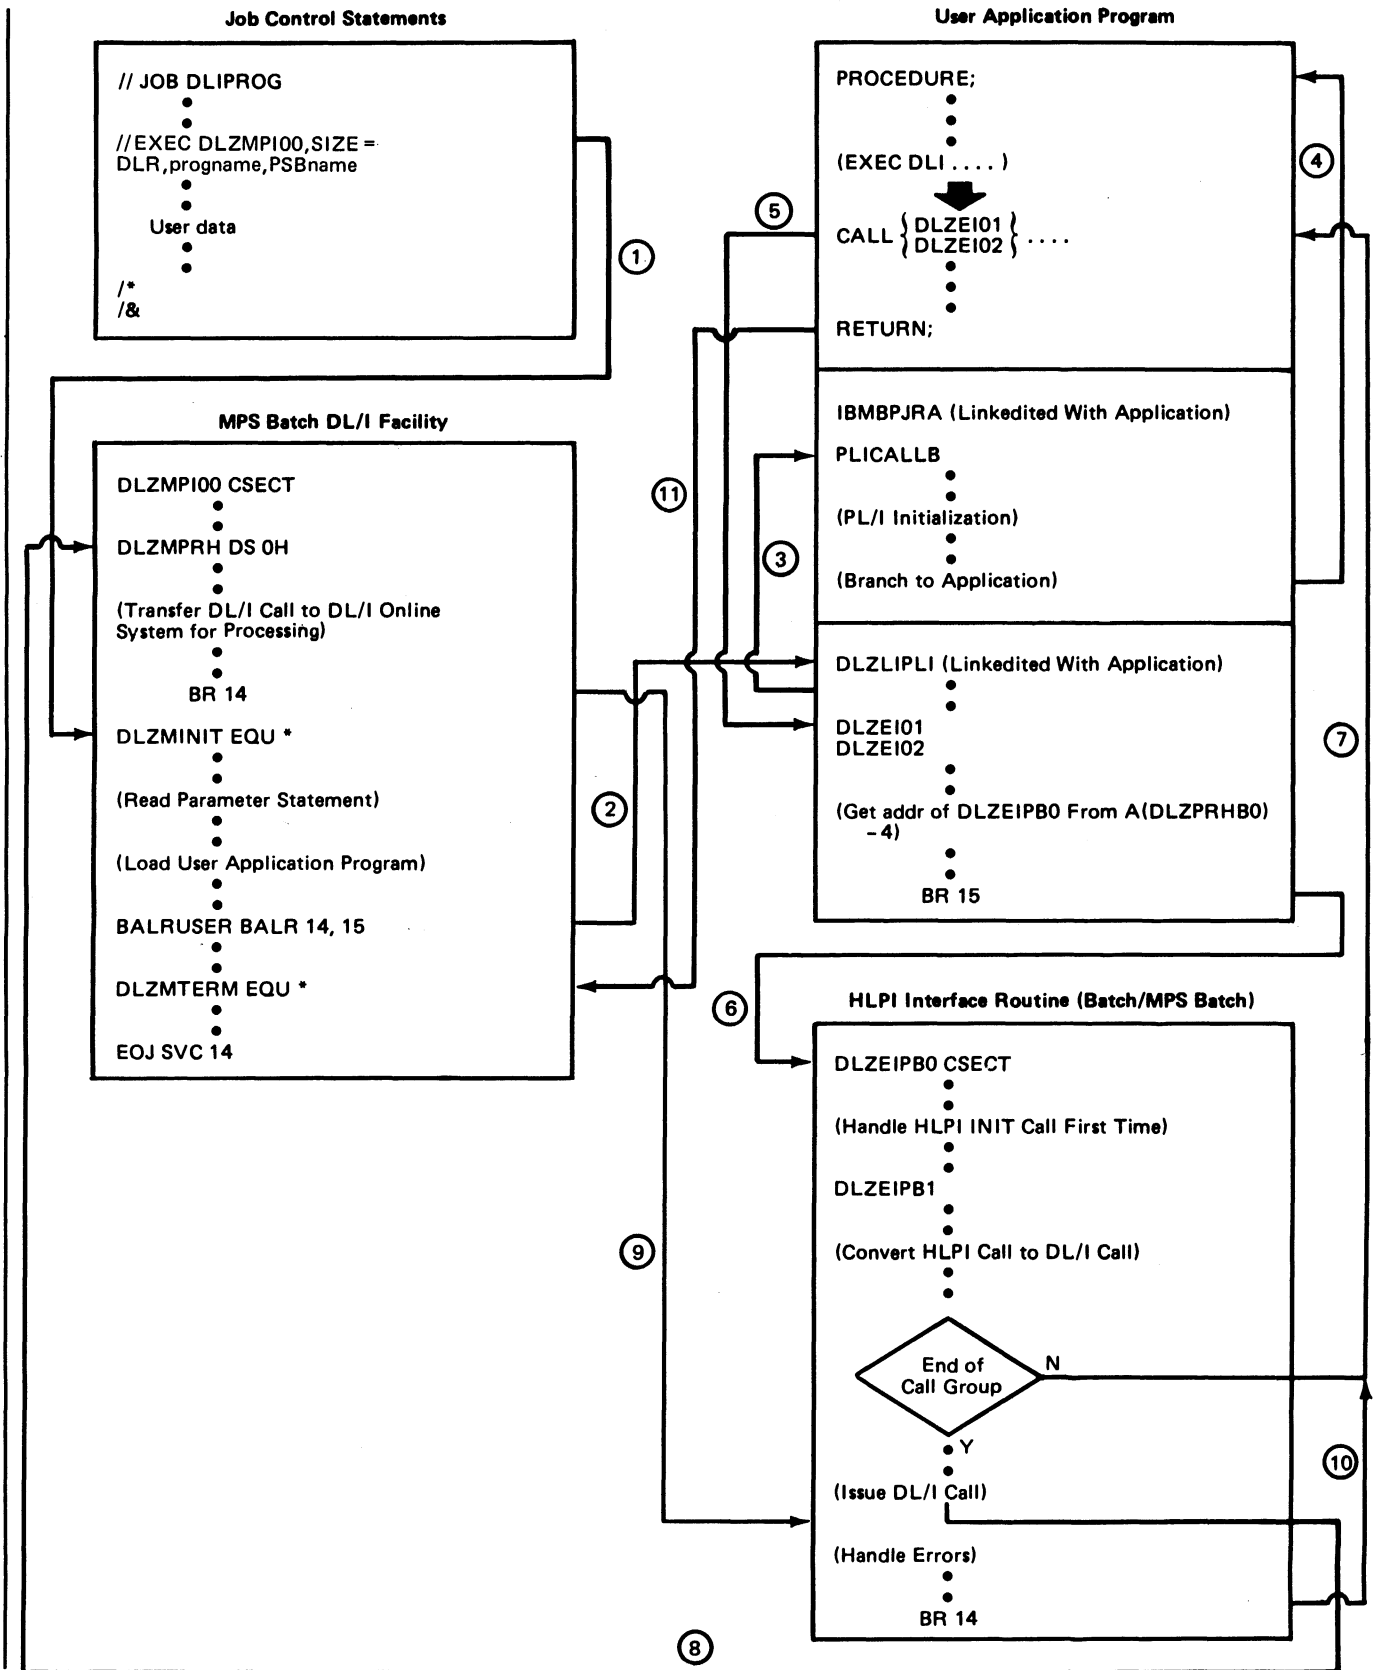 Job Control Statements
// JOB DLIPROG
//EXEC DLZMPI00,SIZE =
DLR,progname,PSBname
User data
/*
/&
1
MPS Batch DL/I Facility
DLZMPI00 CSECT
DLZMPRH DS 0H
(Transfer DL/I Call to DL/I Online
System for Processing)
BR 14
DLZMINIT EQU *
(Read Parameter Statement)
(Load User Application Program)
BALRUSER BALR 14, 15
DLZMTERM EQU *
EOJ SVC 14
2
9
8
User Application Program
PROCEDURE;
(EXEC DLI . . . . )
CALL { DLZEI01 } . . . .
DLZEI02
RETURN;
4
5
11
3
IBMBPJRA (Linkedited With Application)
PLICALLB
(PL/I Initialization)
(Branch to Application)
DLZLIPLI (Linkedited With Application)
DLZEI01
DLZEI02
(Get addr of DLZEIPB0 From A(DLZPRHB0)
-4)
BR 15
7
6
HLPI Interface Routine (Batch/MPS Batch)
DLZEIPB0 CSECT
(Handle HLPI INIT Call First Time)
DLZEIPB1
(Convert HLPI Call to DL/I Call)
End of
Call Group
N
Y
10
(Issue DL/I Call)
(Handle Errors)
BR 14